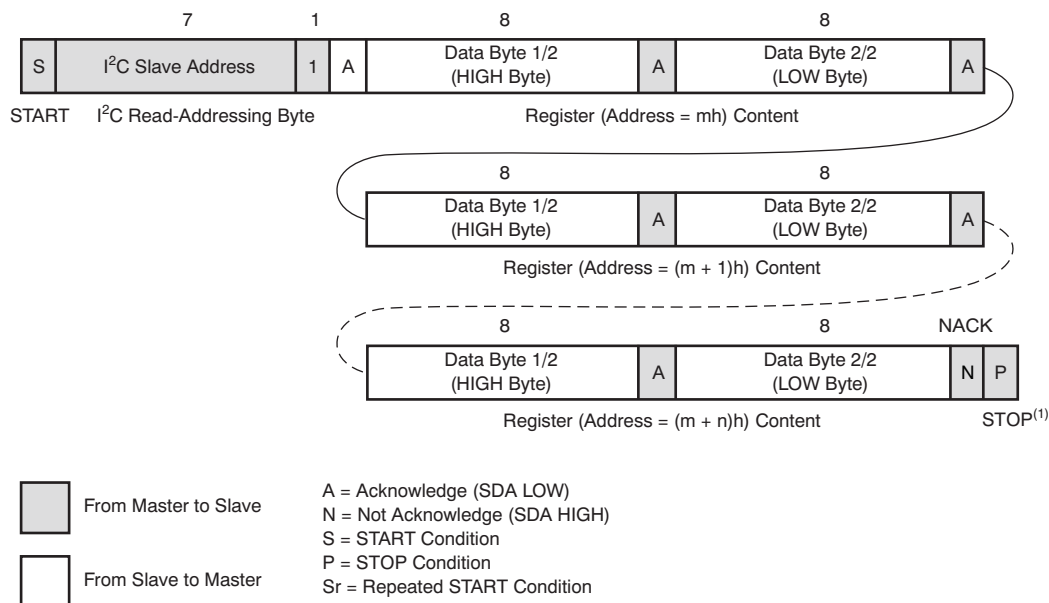 7 1 8 8
S I²C Slave Address 1 A Data Byte 1/2 (HIGH Byte) A Data Byte 2/2 (LOW Byte) A
START I²C Read-Addressing Byte Register (Address = mh) Content
8 8
Data Byte 1/2 (HIGH Byte) A Data Byte 2/2 (LOW Byte) A
Register (Address = (m + 1)h) Content
8 8 NACK
Data Byte 1/2 (HIGH Byte) A Data Byte 2/2 (LOW Byte) N P
Register (Address = (m + n)h) Content STOP⁽¹⁾
From Master to Slave
From Slave to Master
A = Acknowledge (SDA LOW)
N = Not Acknowledge (SDA HIGH)
S = START Condition
P = STOP Condition
Sr = Repeated START Condition